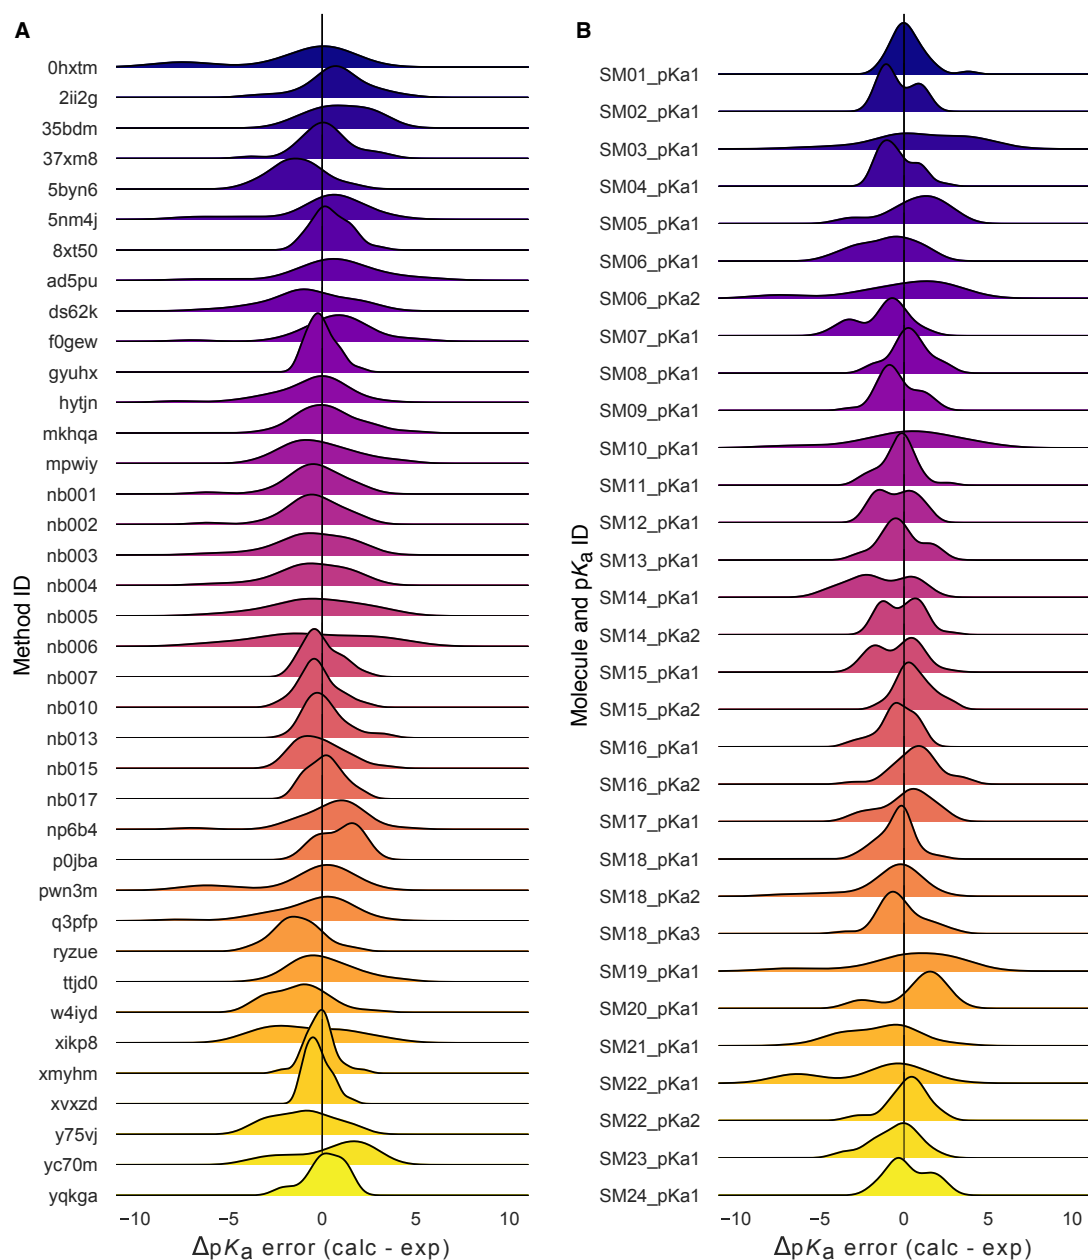 A
0hxtm
2ii2g
35bdm
37xm8
5byn6
5nm4j
8xt50
ad5pu
ds62k
f0gew
gyuhx
hytjn
mkhqa
mpwiy
nb001
nb002
nb003
nb004
nb005
nb006
nb007
nb010
nb013
nb015
nb017
np6b4
p0jba
pwn3m
q3pfp
ryzue
ttjd0
w4iyd
xikp8
xmyhm
xvxzd
y75vj
yc70m
yqkga
Method ID
−10 −5 0 5 10
ΔpKa error (calc - exp)
B
SM01_pKa1
SM02_pKa1
SM03_pKa1
SM04_pKa1
SM05_pKa1
SM06_pKa1
SM06_pKa2
SM07_pKa1
SM08_pKa1
SM09_pKa1
SM10_pKa1
SM11_pKa1
SM12_pKa1
SM13_pKa1
SM14_pKa1
SM14_pKa2
SM15_pKa1
SM15_pKa2
SM16_pKa1
SM16_pKa2
SM17_pKa1
SM18_pKa1
SM18_pKa2
SM18_pKa3
SM19_pKa1
SM20_pKa1
SM21_pKa1
SM22_pKa1
SM22_pKa2
SM23_pKa1
SM24_pKa1
Molecule and pKa ID
−10 −5 0 5 10
ΔpKa error (calc - exp)